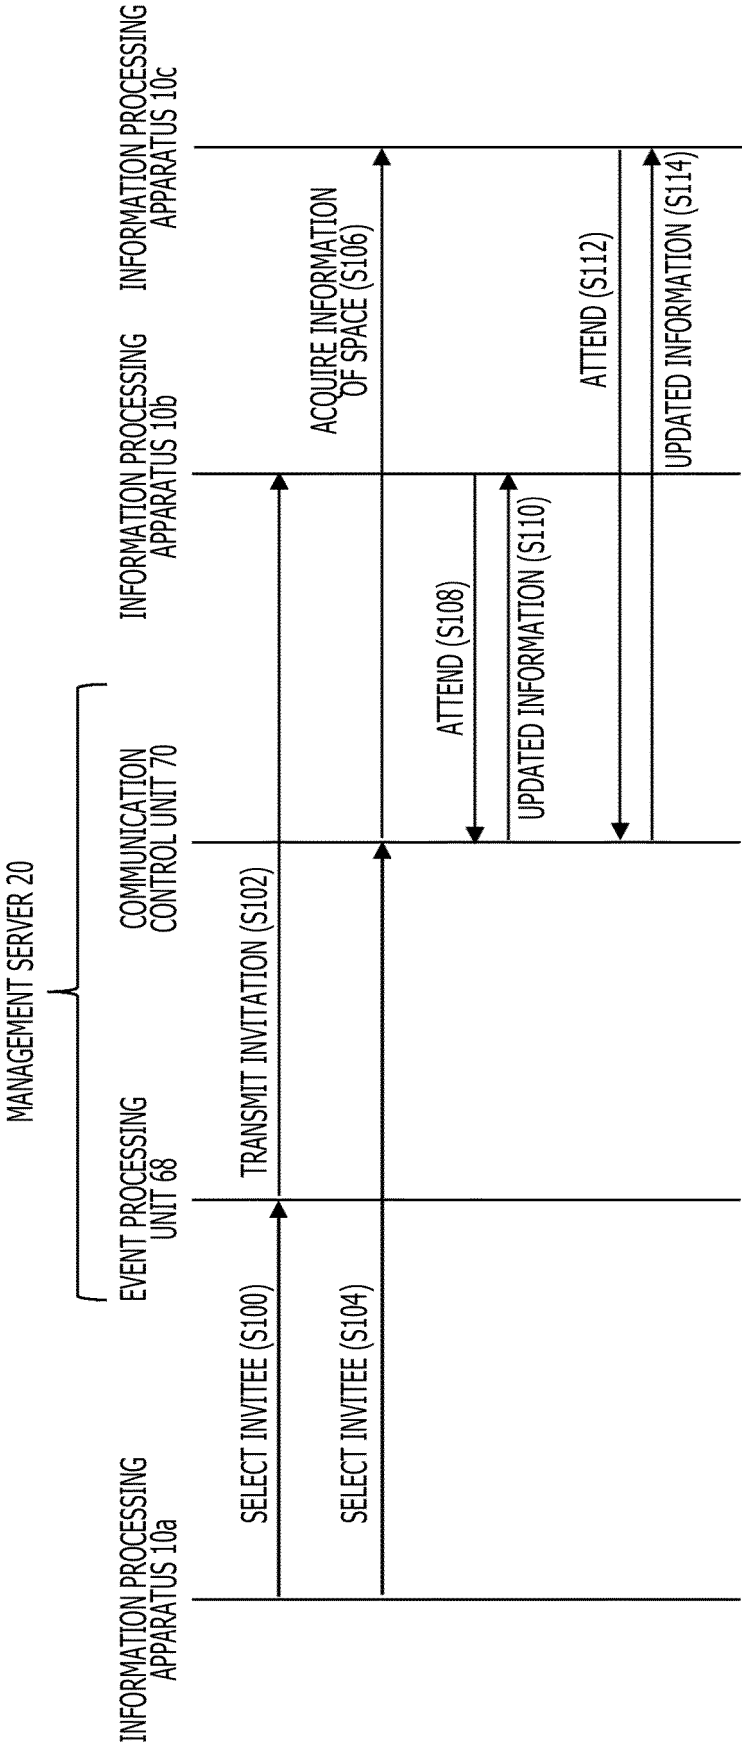 MANAGEMENT SERVER 20
INFORMATION PROCESSING
APPARATUS 10a
EVENT PROCESSING
UNIT 68
COMMUNICATION
CONTROL UNIT 70
INFORMATION PROCESSING
APPARATUS 10b
INFORMATION PROCESSING
APPARATUS 10c
SELECT INVITEE (S100)
TRANSMIT INVITATION (S102)
SELECT INVITEE (S104)
ACQUIRE INFORMATION
OF SPACE (S106)
ATTEND (S108)
UPDATED INFORMATION (S110)
ATTEND (S112)
UPDATED INFORMATION (S114)